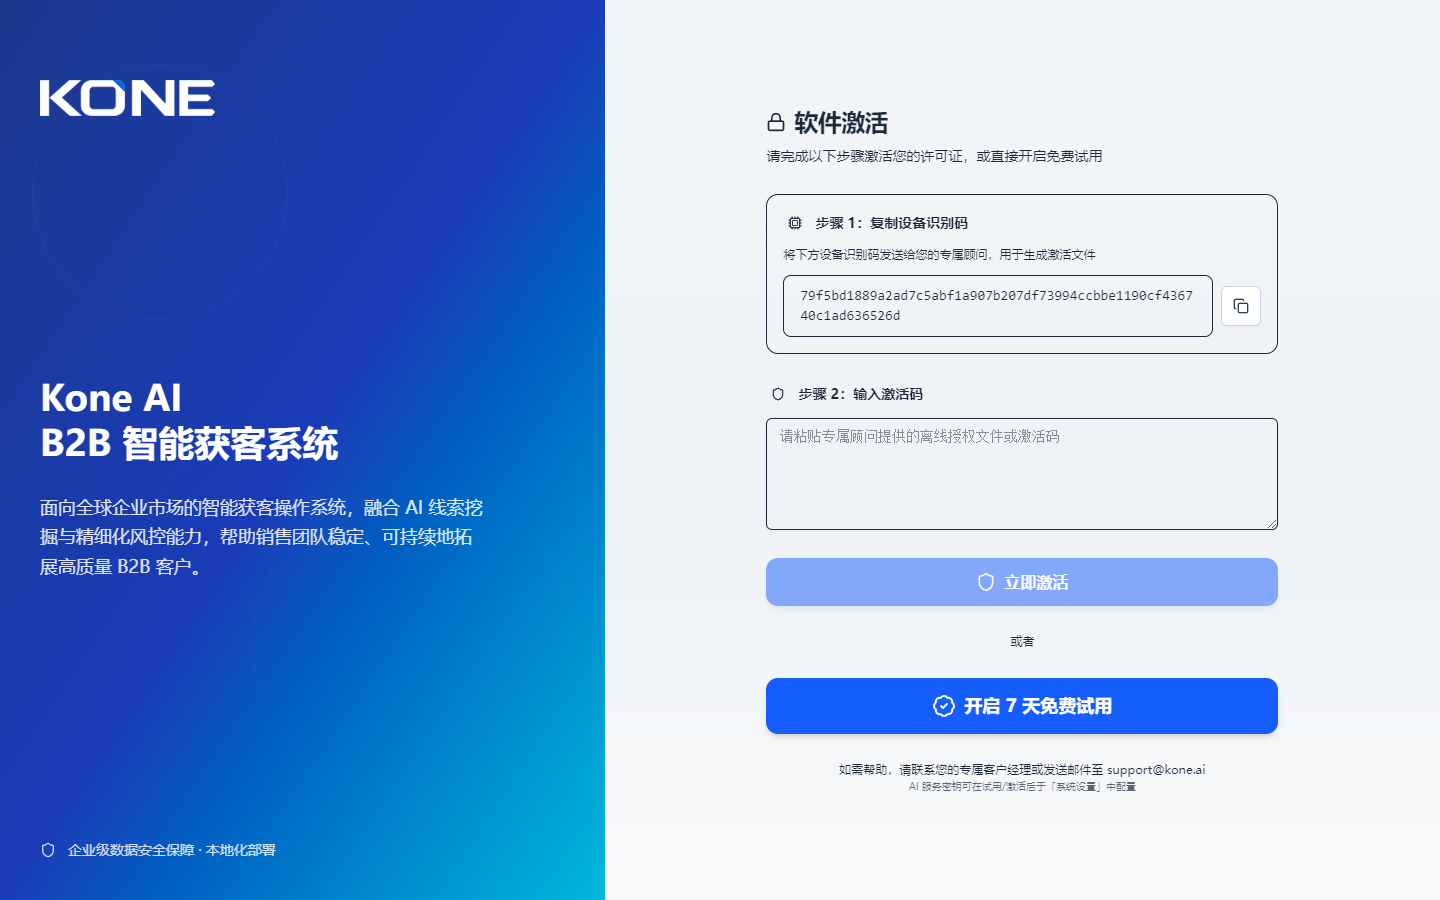 KONE
Kone AI
B2B 智能获客系统
面向全球企业市场的智能获客操作系统，融合 AI 线索挖
掘与精细化风控能力，帮助销售团队稳定、可持续地拓
展高质量 B2B 客户。
企业级数据安全保障 · 本地化部署
软件激活
请完成以下步骤激活您的许可证，或直接开启免费试用
步骤 1：复制设备识别码
将下方设备识别码发送给您的专属顾问，用于生成激活文件
79f5bd1889a2ad7c5abf1a907b207df73994ccbbe1190cf4367
40c1ad636526d
步骤 2：输入激活码
请粘贴专属顾问提供的离线授权文件或激活码
立即激活
或者
开启 7 天免费试用
如需帮助，请联系您的专属客户经理或发送邮件至 support@kone.ai
AI 服务密钥可在试用/激活后于「系统设置」中配置